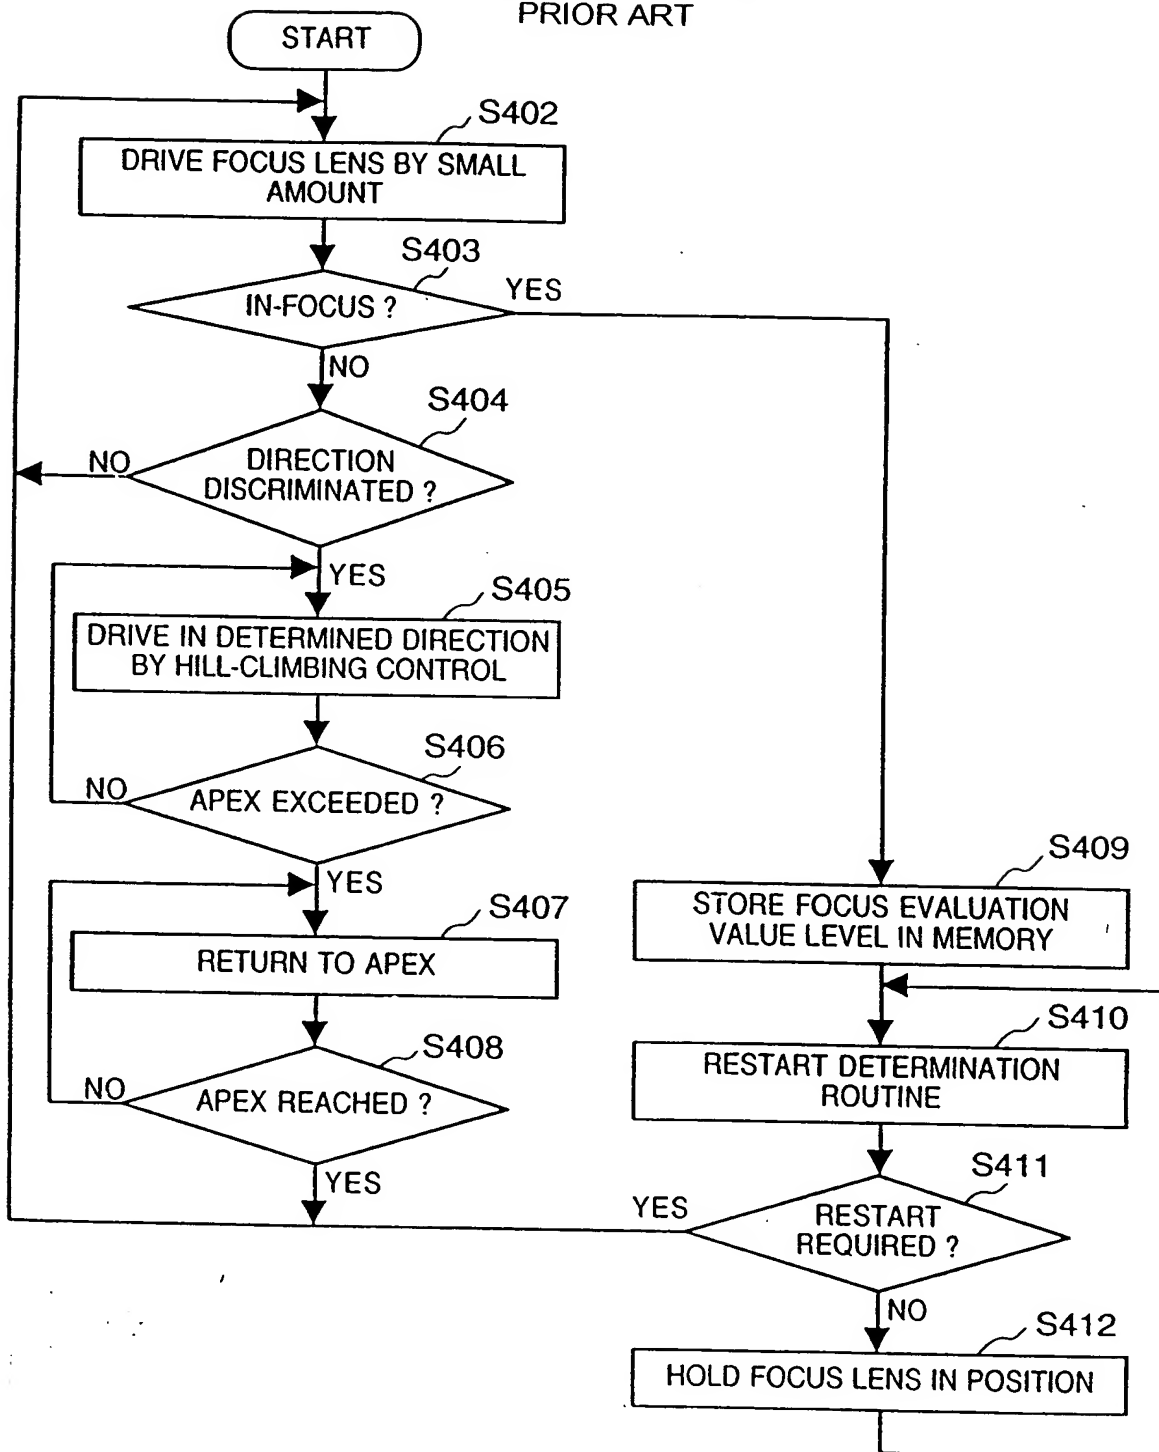 PRIOR ART
START
S402
DRIVE FOCUS LENS BY SMALL
AMOUNT
S403
IN-FOCUS ?
YES
NO
S404
DIRECTION
DISCRIMINATED ?
NO
YES
S405
DRIVE IN DETERMINED DIRECTION
BY HILL-CLIMBING CONTROL
S406
APEX EXCEEDED ?
NO
YES
S407
RETURN TO APEX
S408
APEX REACHED ?
NO
YES
S409
STORE FOCUS EVALUATION
VALUE LEVEL IN MEMORY
S410
RESTART DETERMINATION
ROUTINE
S411
RESTART
REQUIRED ?
YES
NO
S412
HOLD FOCUS LENS IN POSITION